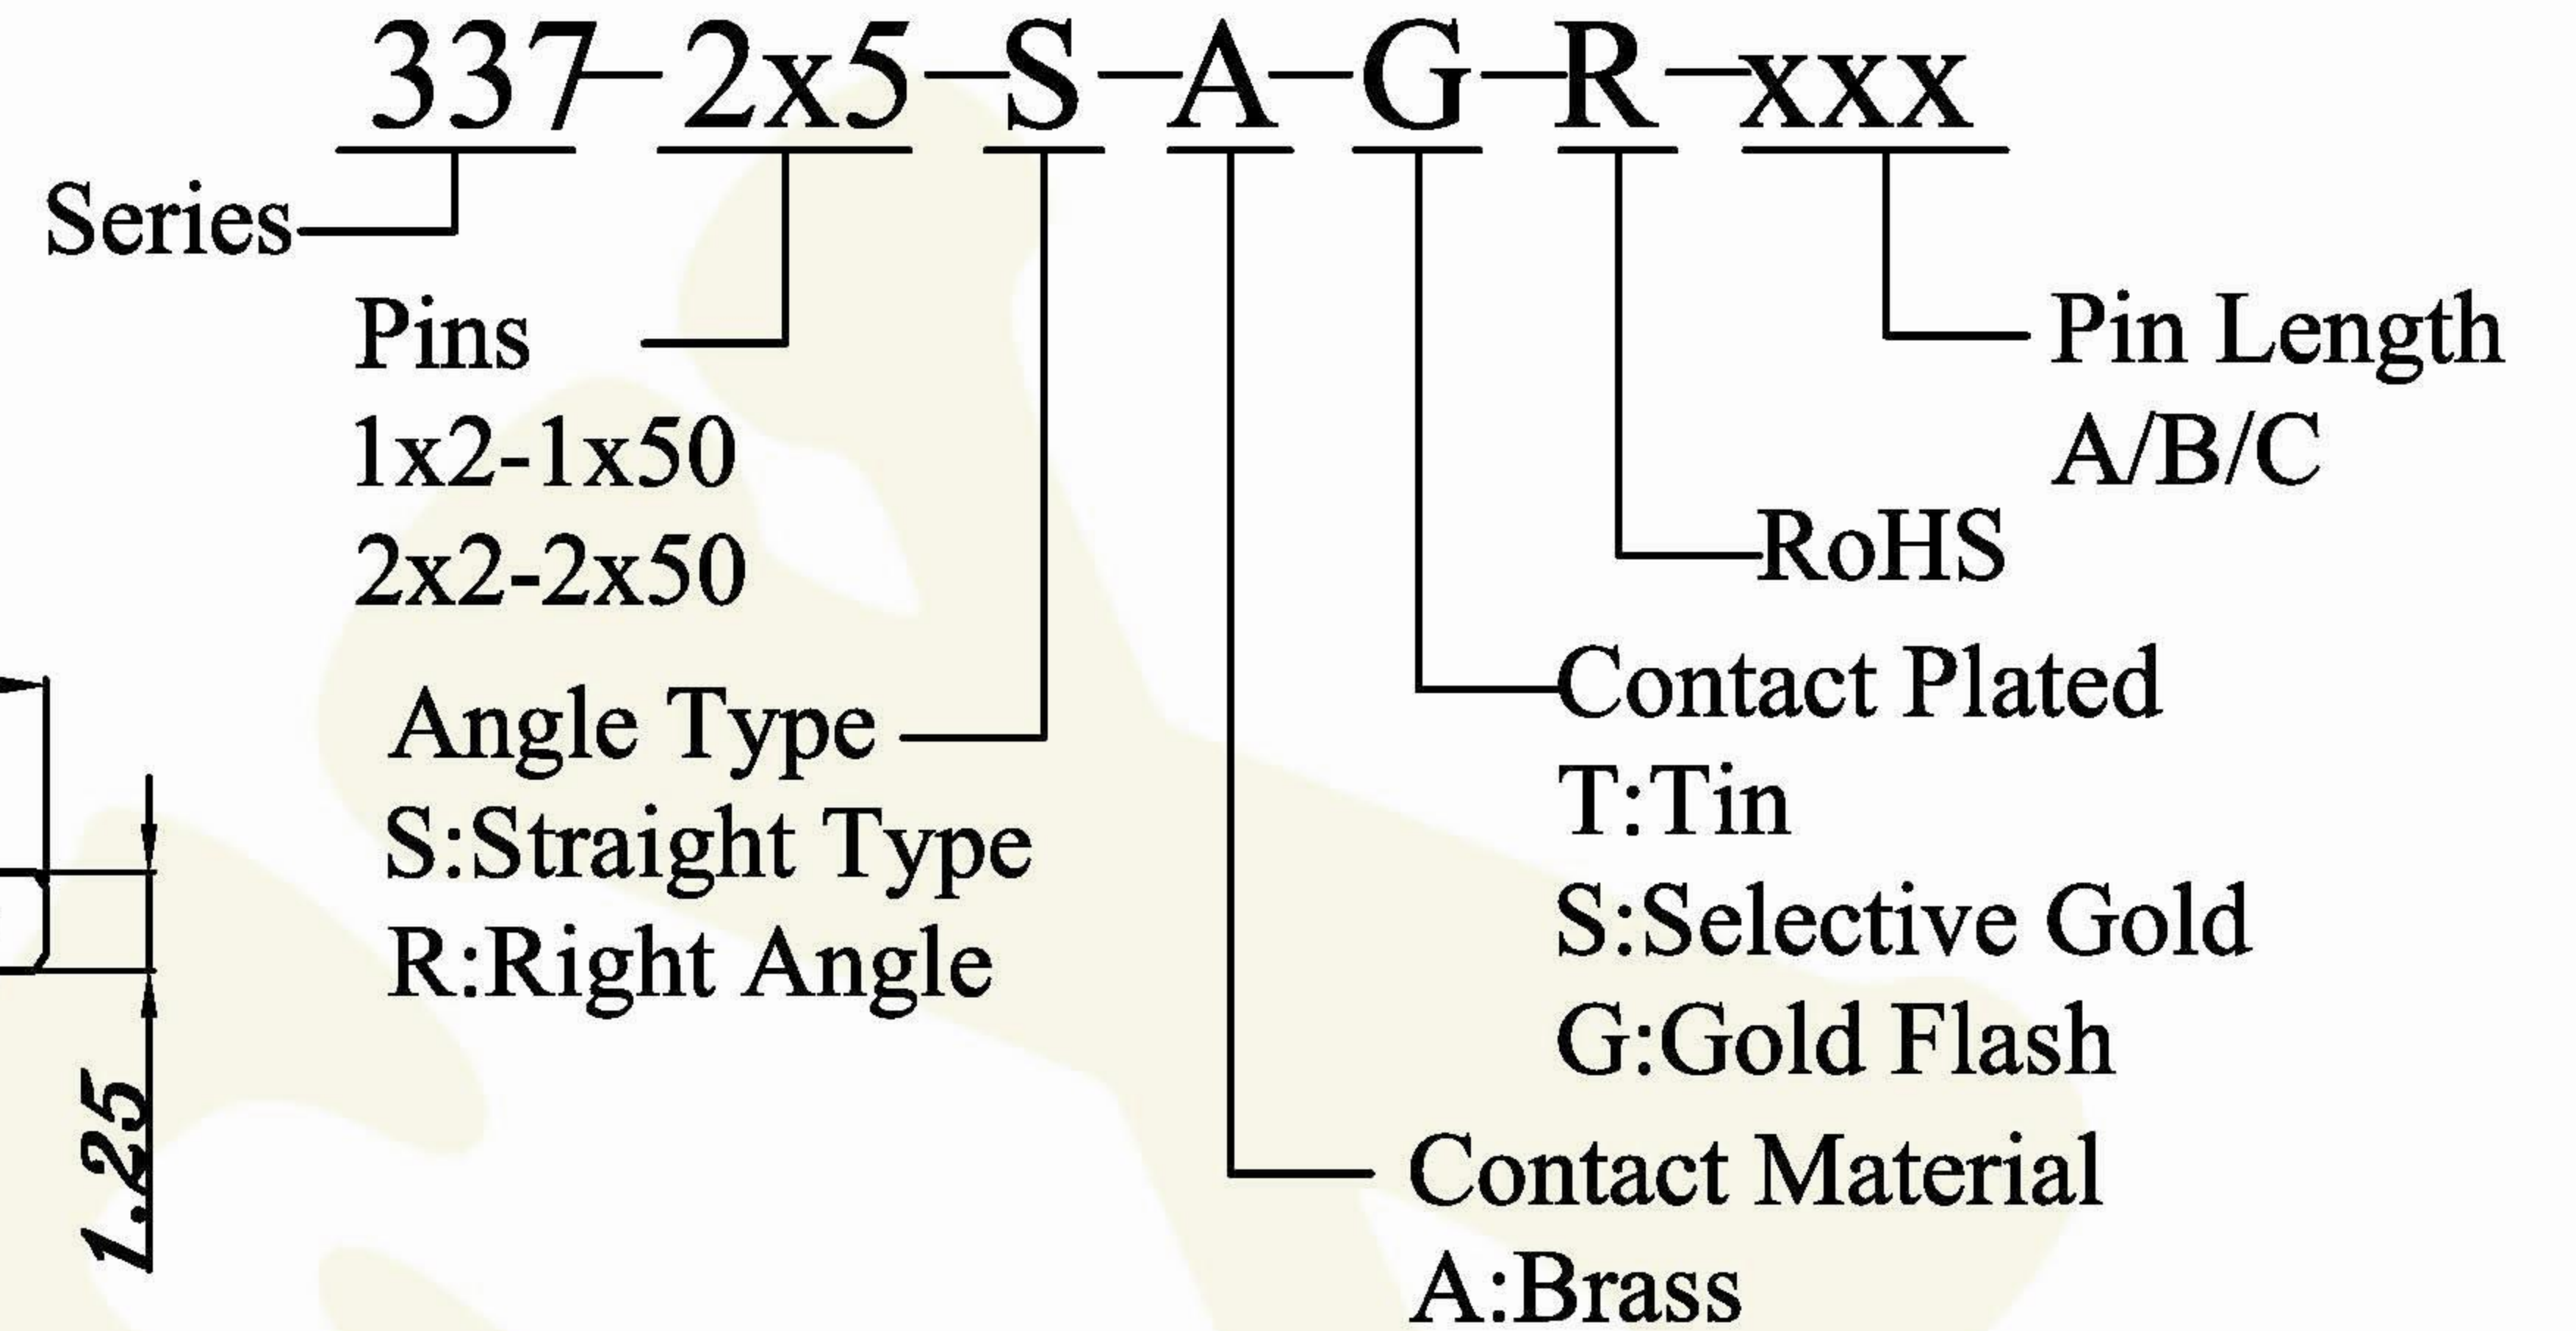 337-2x5-S-A-G-R-xxx
Series
Pins
1x2-1x50
2x2-2x50
Angle Type
S:Straight Type
R:Right Angle
Pin Length
A/B/C
RoHS
Contact Plated
T:Tin
S:Selective Gold
G:Gold Flash
Contact Material
A:Brass
1.25